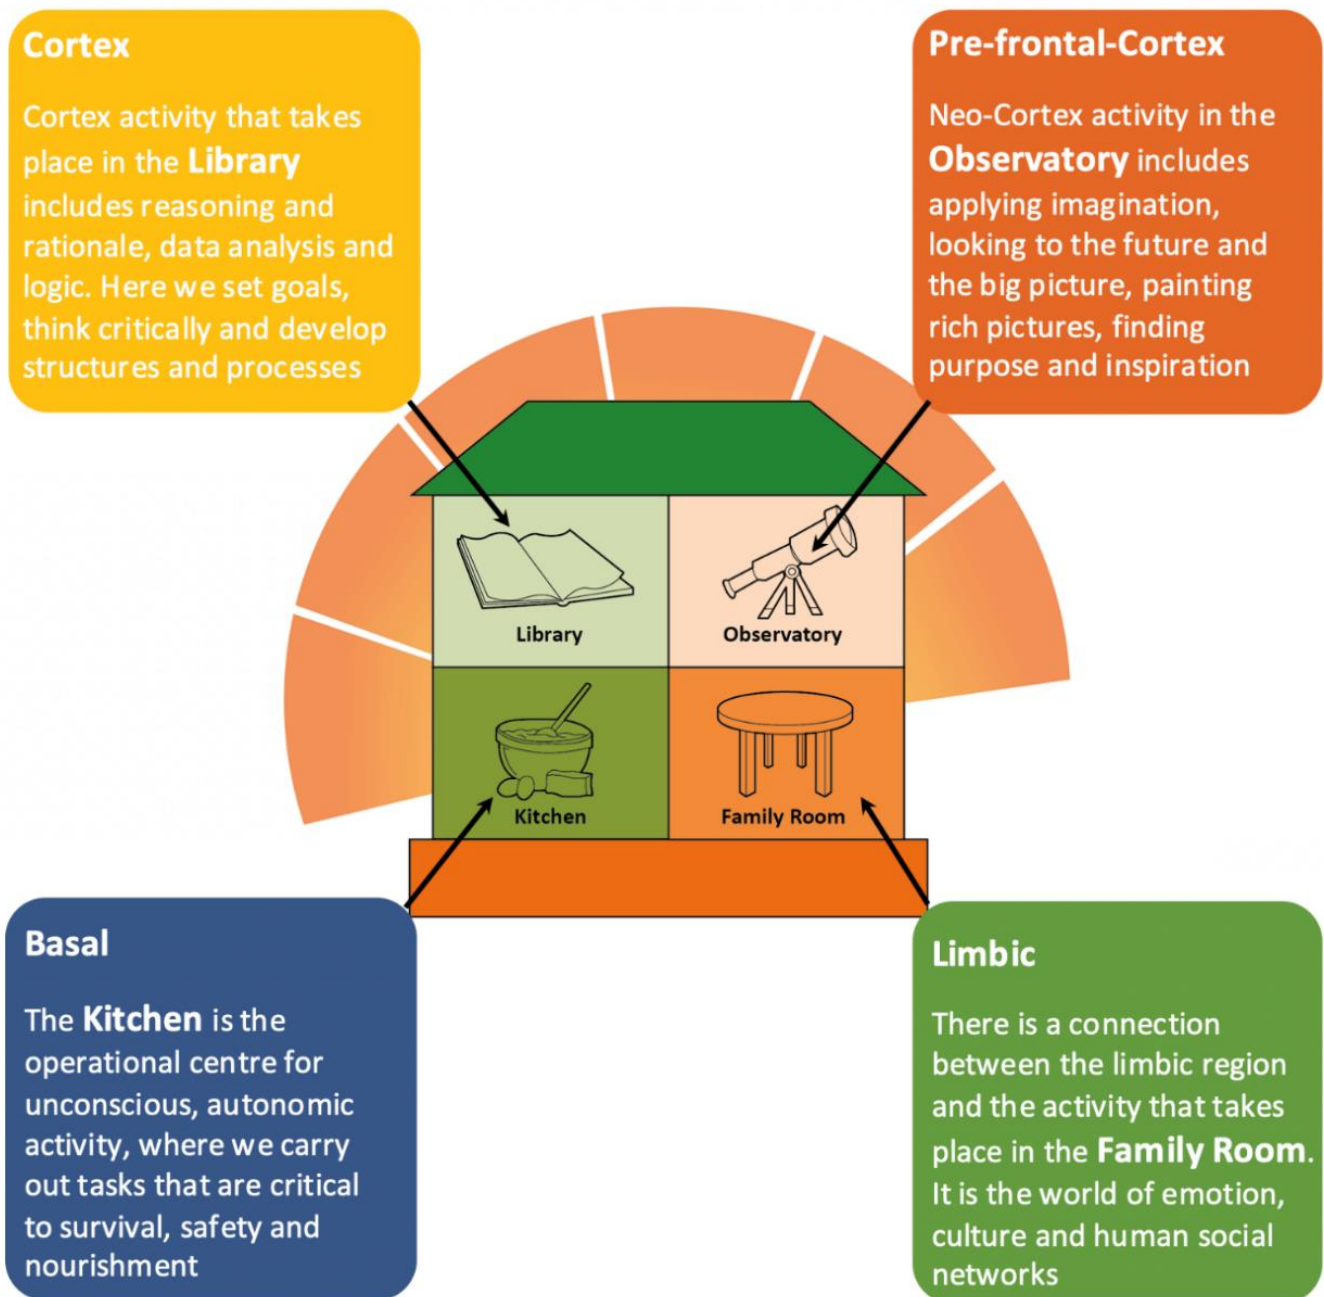 Cortex
Cortex activity that takes
place in the Library
includes reasoning and
rationale, data analysis and
logic. Here we set goals,
think critically and develop
structures and processes
Pre-frontal-Cortex
Neo-Cortex activity in the
Observatory includes
applying imagination,
looking to the future and
the big picture, painting
rich pictures, finding
purpose and inspiration
Library
Observatory
Kitchen
Family Room
Basal
The Kitchen is the
operational centre for
unconscious, autonomic
activity, where we carry
out tasks that are critical
to survival, safety and
nourishment
Limbic
There is a connection
between the limbic region
and the activity that takes
place in the Family Room.
It is the world of emotion,
culture and human social
networks